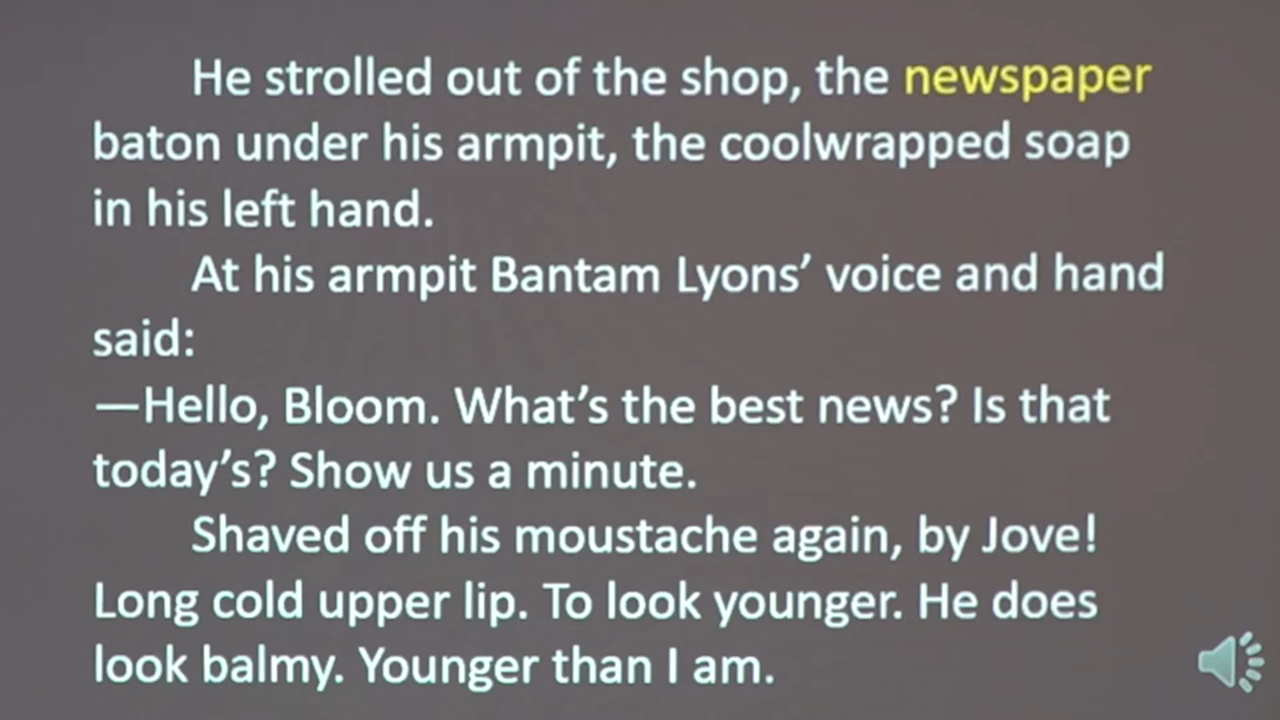 He strolled out of the shop, the newspaper
baton under his armpit, the coolwrapped soap
in his left hand.
At his armpit Bantam Lyons’ voice and hand
said:
—Hello, Bloom. What’s the best news? Is that
today’s? Show us a minute.
Shaved off his moustache again, by Jove!
Long cold upper lip. To look younger. He does
look balmy. Younger than I am.